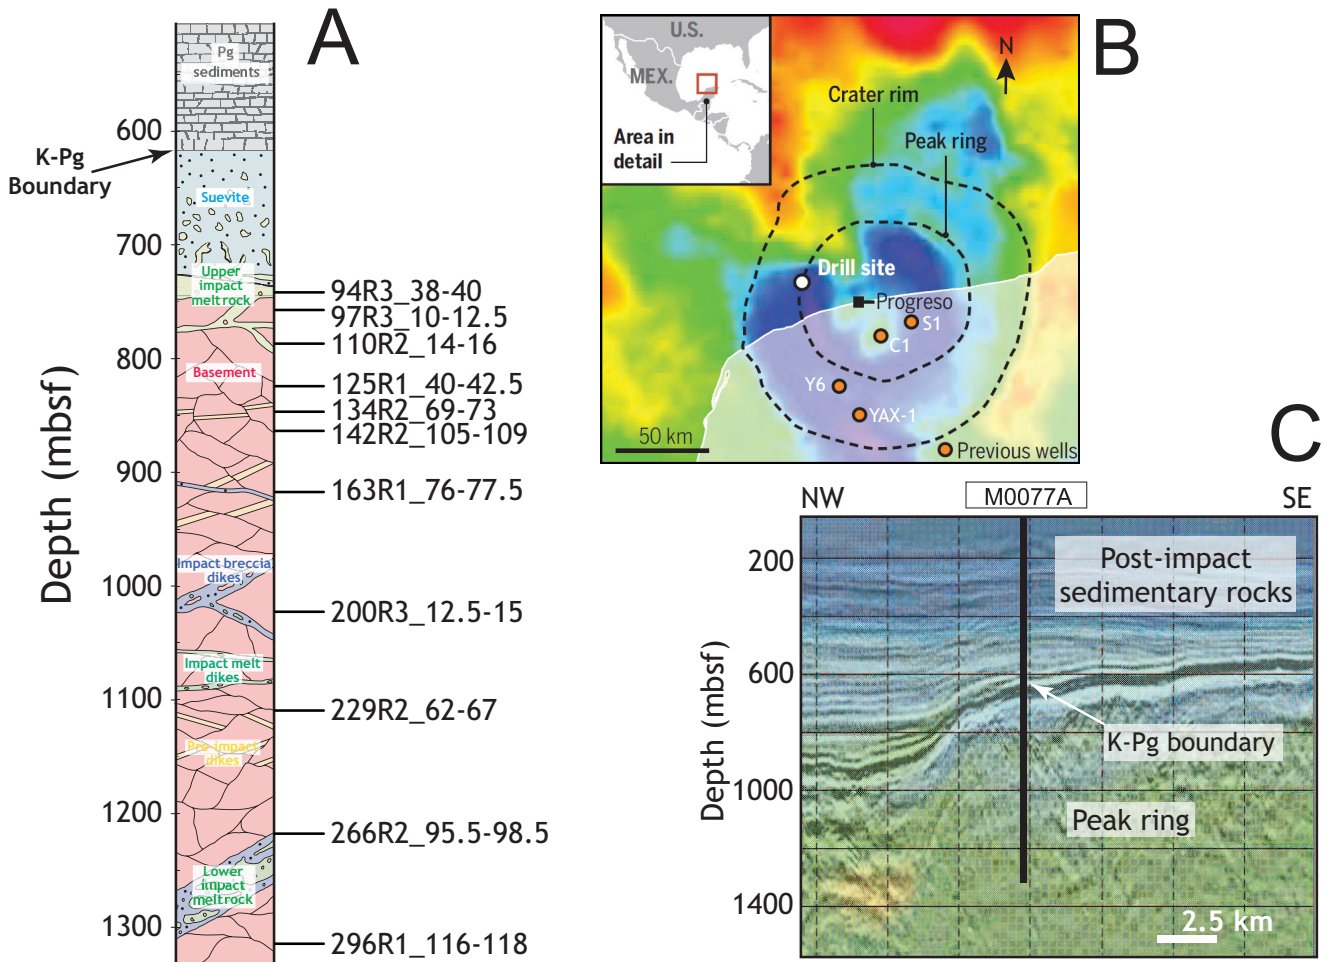 A
Pg
sediments
600
K-Pg
Boundary
Suevite
700
Upper
impact
melt rock
94R3_38-40
97R3_10-12.5
110R2_14-16
800
Basement
125R1_40-42.5
134R2_69-73
142R2_105-109
Depth (mbsf)
900
163R1_76-77.5
Impact breccia
dikes
1000
200R3_12.5-15
Impact melt
dikes
1100
229R2_62-67
Pre-impact
dikes
1200
266R2_95.5-98.5
Lower
impact
melt rock
1300
296R1_116-118
B
U.S.
MEX.
Area in
detail
N
Crater rim
Peak ring
Drill site
Progreso
S1
C1
Y6
YAX-1
50 km
Previous wells
C
NW
M0077A
SE
200
Post-impact
sedimentary rocks
Depth (mbsf)
600
K-Pg boundary
1000
Peak ring
1400
2.5 km